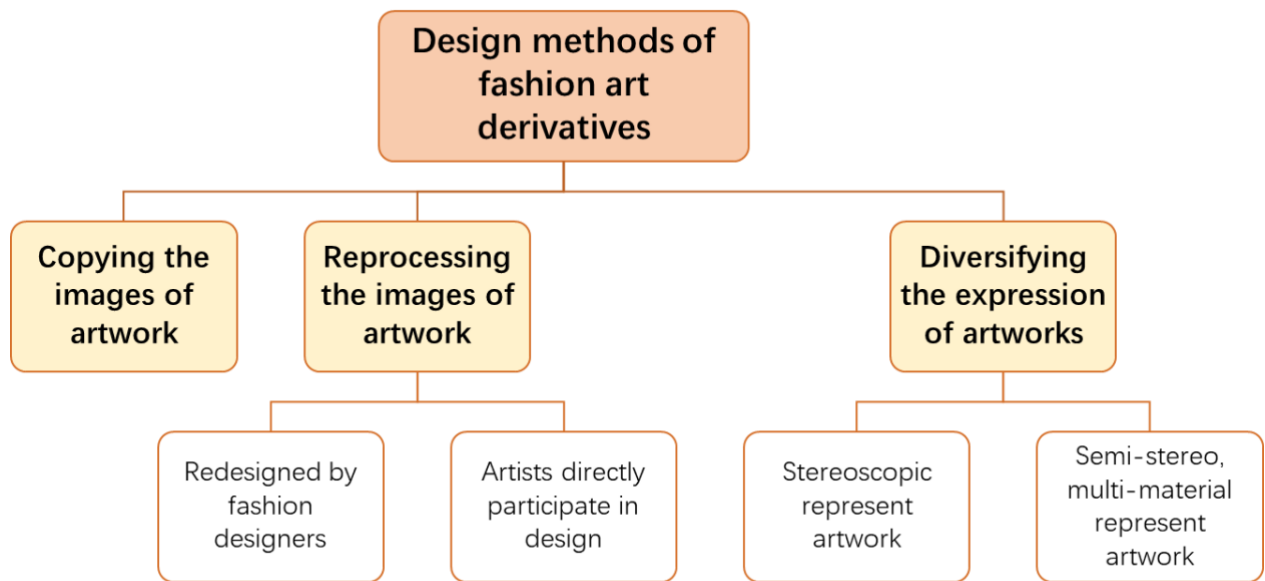 Design methods of
fashion art
derivatives
Copying the
images of
artwork
Reprocessing
the images of
artwork
Diversifying
the expression
of artworks
Redesigned by
fashion
designers
Artists directly
participate in
design
Stereoscopic
represent
artwork
Semi-stereo,
multi-material
represent
artwork